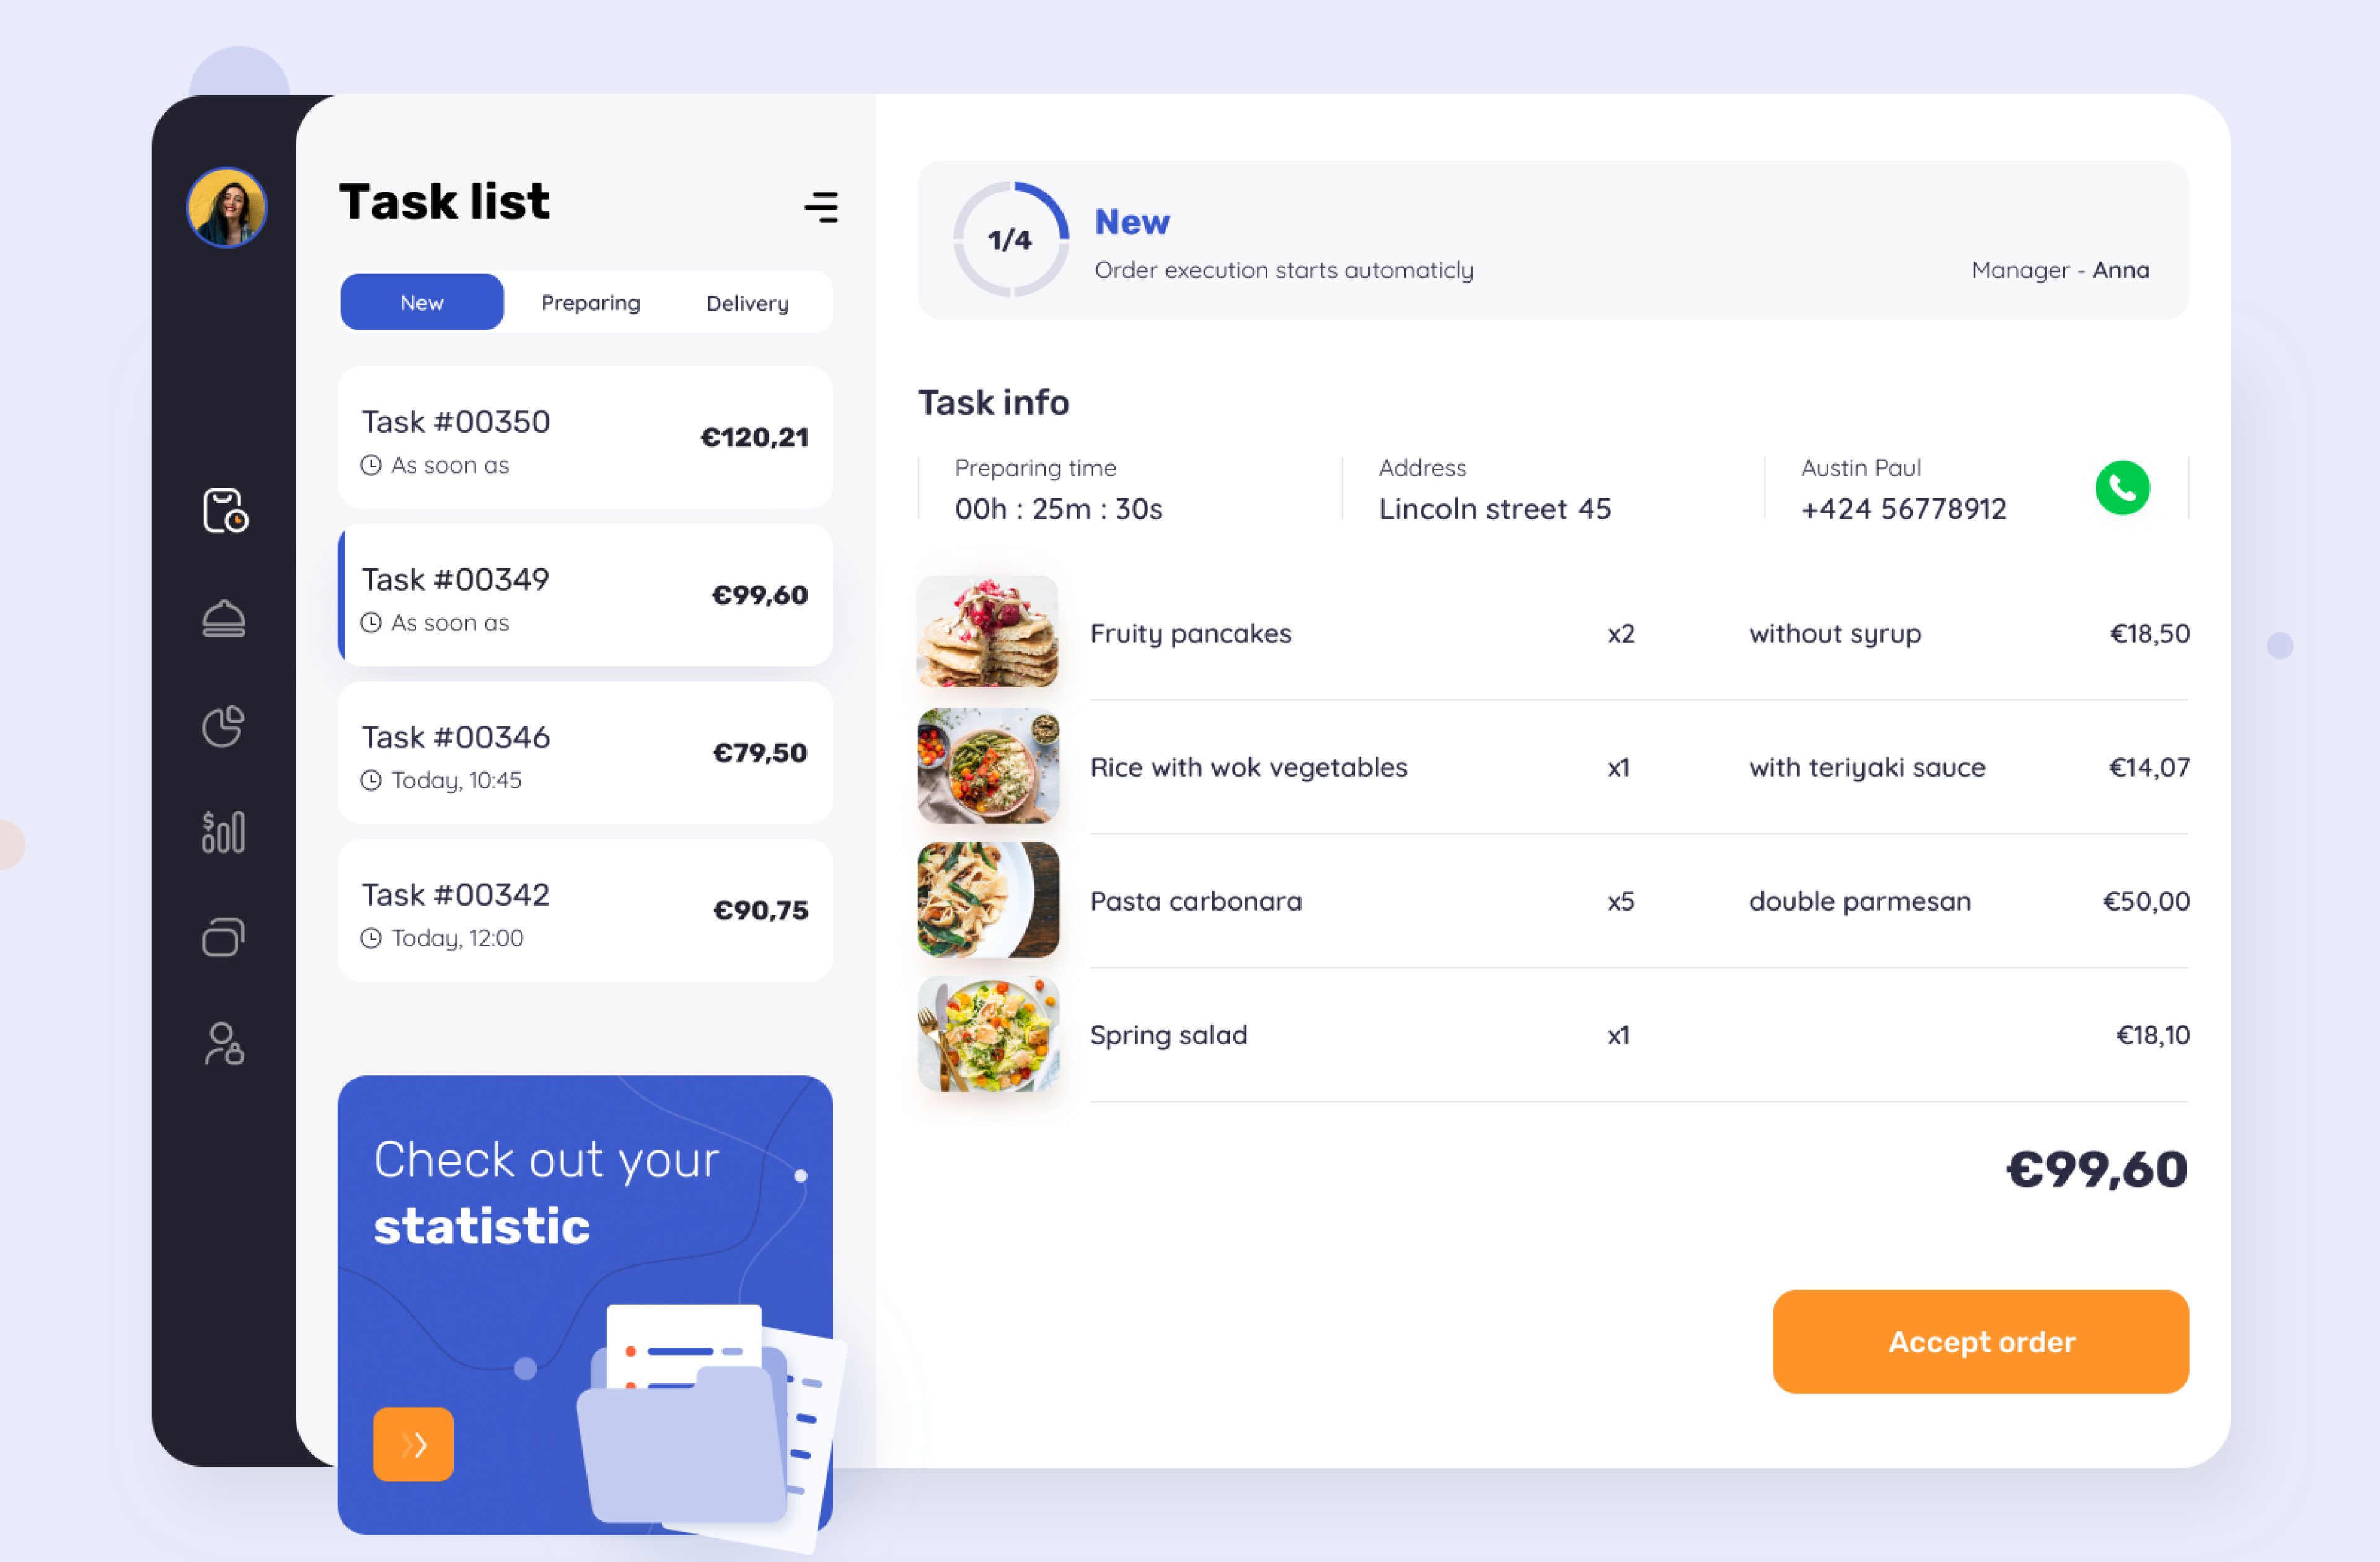 Task list
New Preparing Delivery
Task #00350
€120,21
As soon as
Task #00349
€99,60
As soon as
Task #00346
€79,50
Today, 10:45
Task #00342
€90,75
Today, 12:00
$
Check out your
statistic
1/4
New
Order execution starts automaticly
Manager - Anna
Task info
Preparing time
00h : 25m : 30s
Address
Lincoln street 45
Austin Paul
+424 56778912
Fruity pancakes x2 without syrup €18,50
Rice with wok vegetables x1 with teriyaki sauce €14,07
Pasta carbonara x5 double parmesan €50,00
Spring salad x1 €18,10
€99,60
Accept order